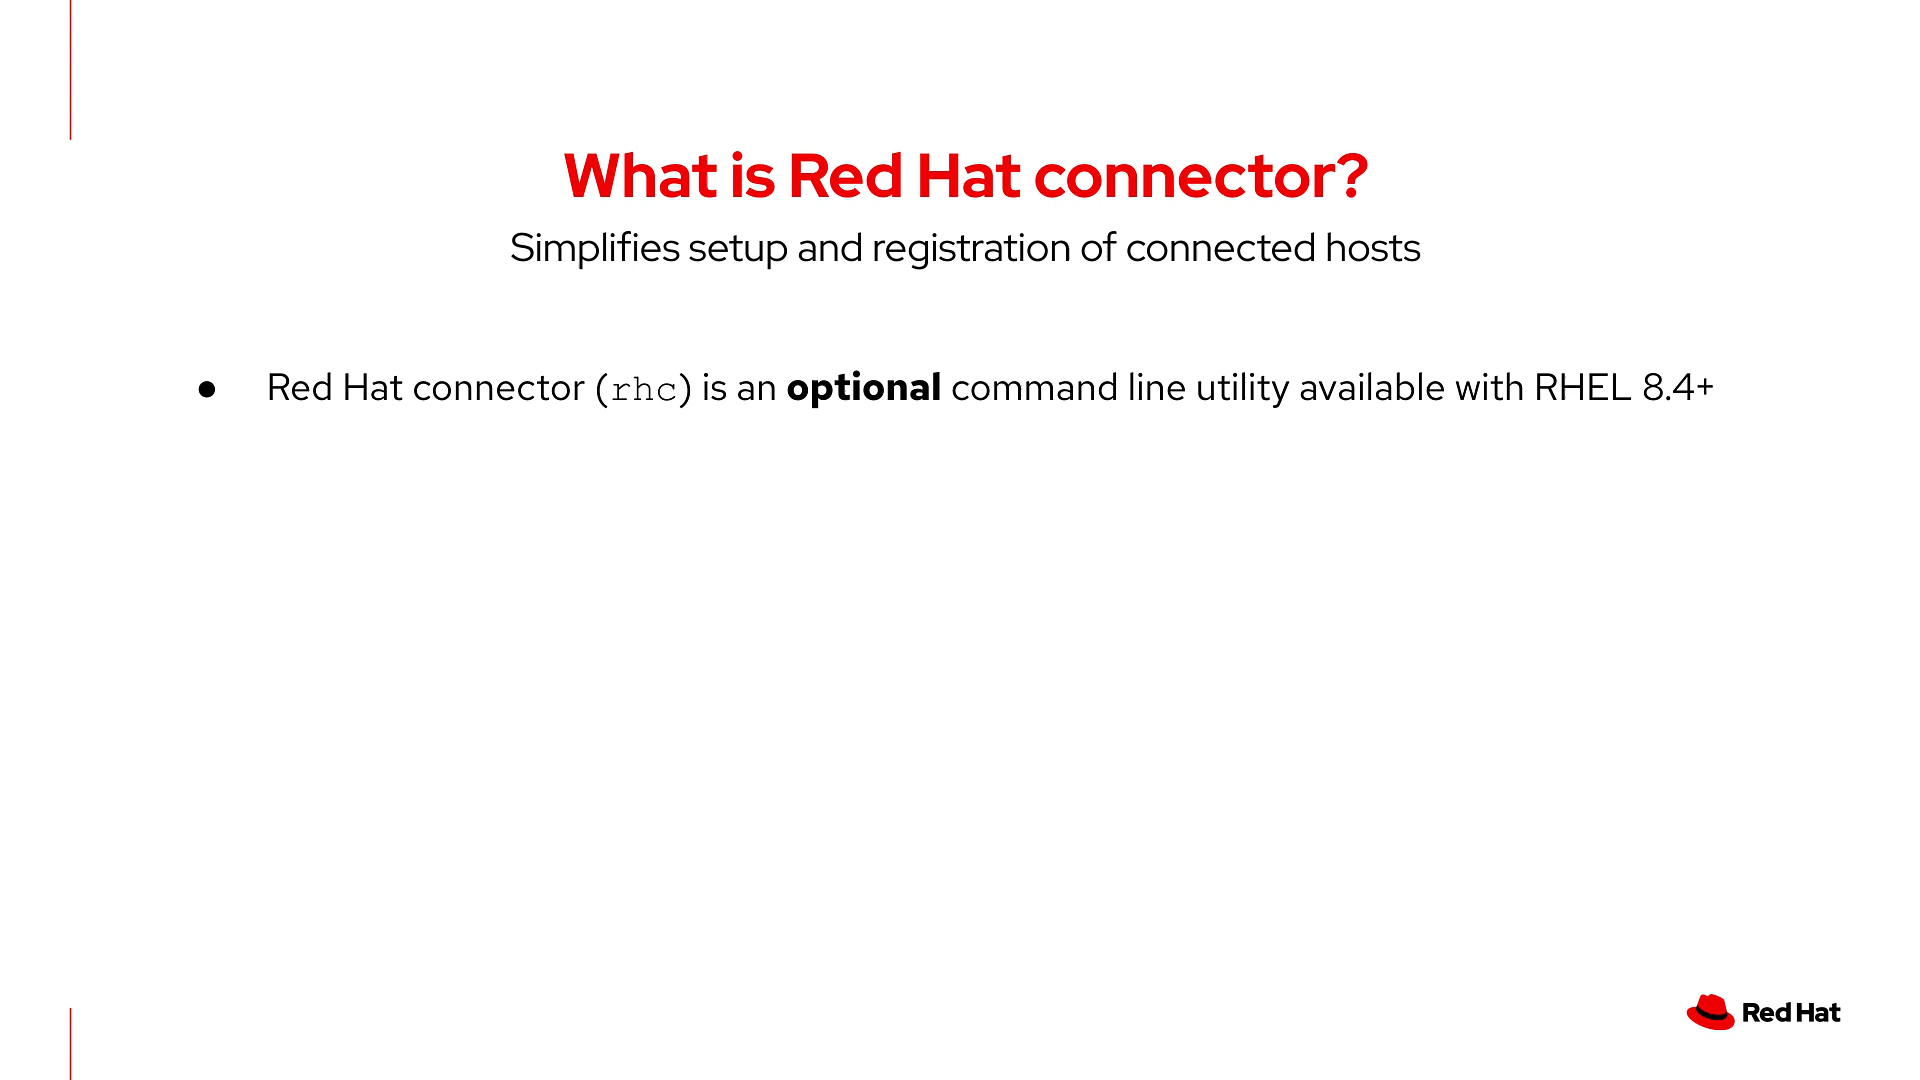 What is Red Hat connector?
Simplifies setup and registration of connected hosts
● Red Hat connector (rhc) is an optional command line utility available with RHEL 8.4+
Red Hat